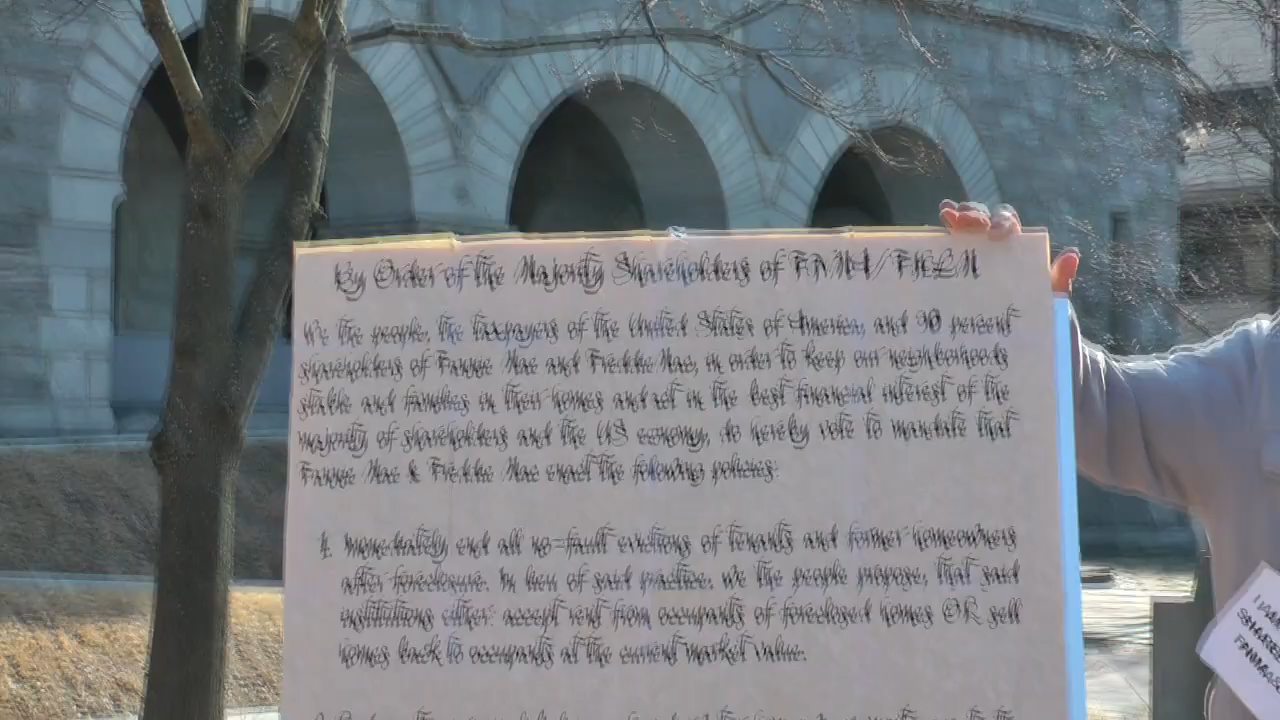 By Order of the Majority Shareholders of FNMA/FHLM
We the people, the taxpayers of the United States of America, and 90 percent
shareholders of Fannie Mae and Freddie Mac, in order to keep our neighborhoods
stable and families in their homes and act in the best financial interest of the
majority of shareholders and the US economy, do hereby vote to mandate that
Fannie Mae & Freddie Mac enact the following policies:
1. Immediately end all no-fault evictions of tenants and former homeowners
after foreclosure. In lieu of said practice, we the people propose, that said
institutions either: accept rent from occupants of foreclosed homes OR sell
homes back to occupants at the current market value.
I AM
SHARE
FFNMA